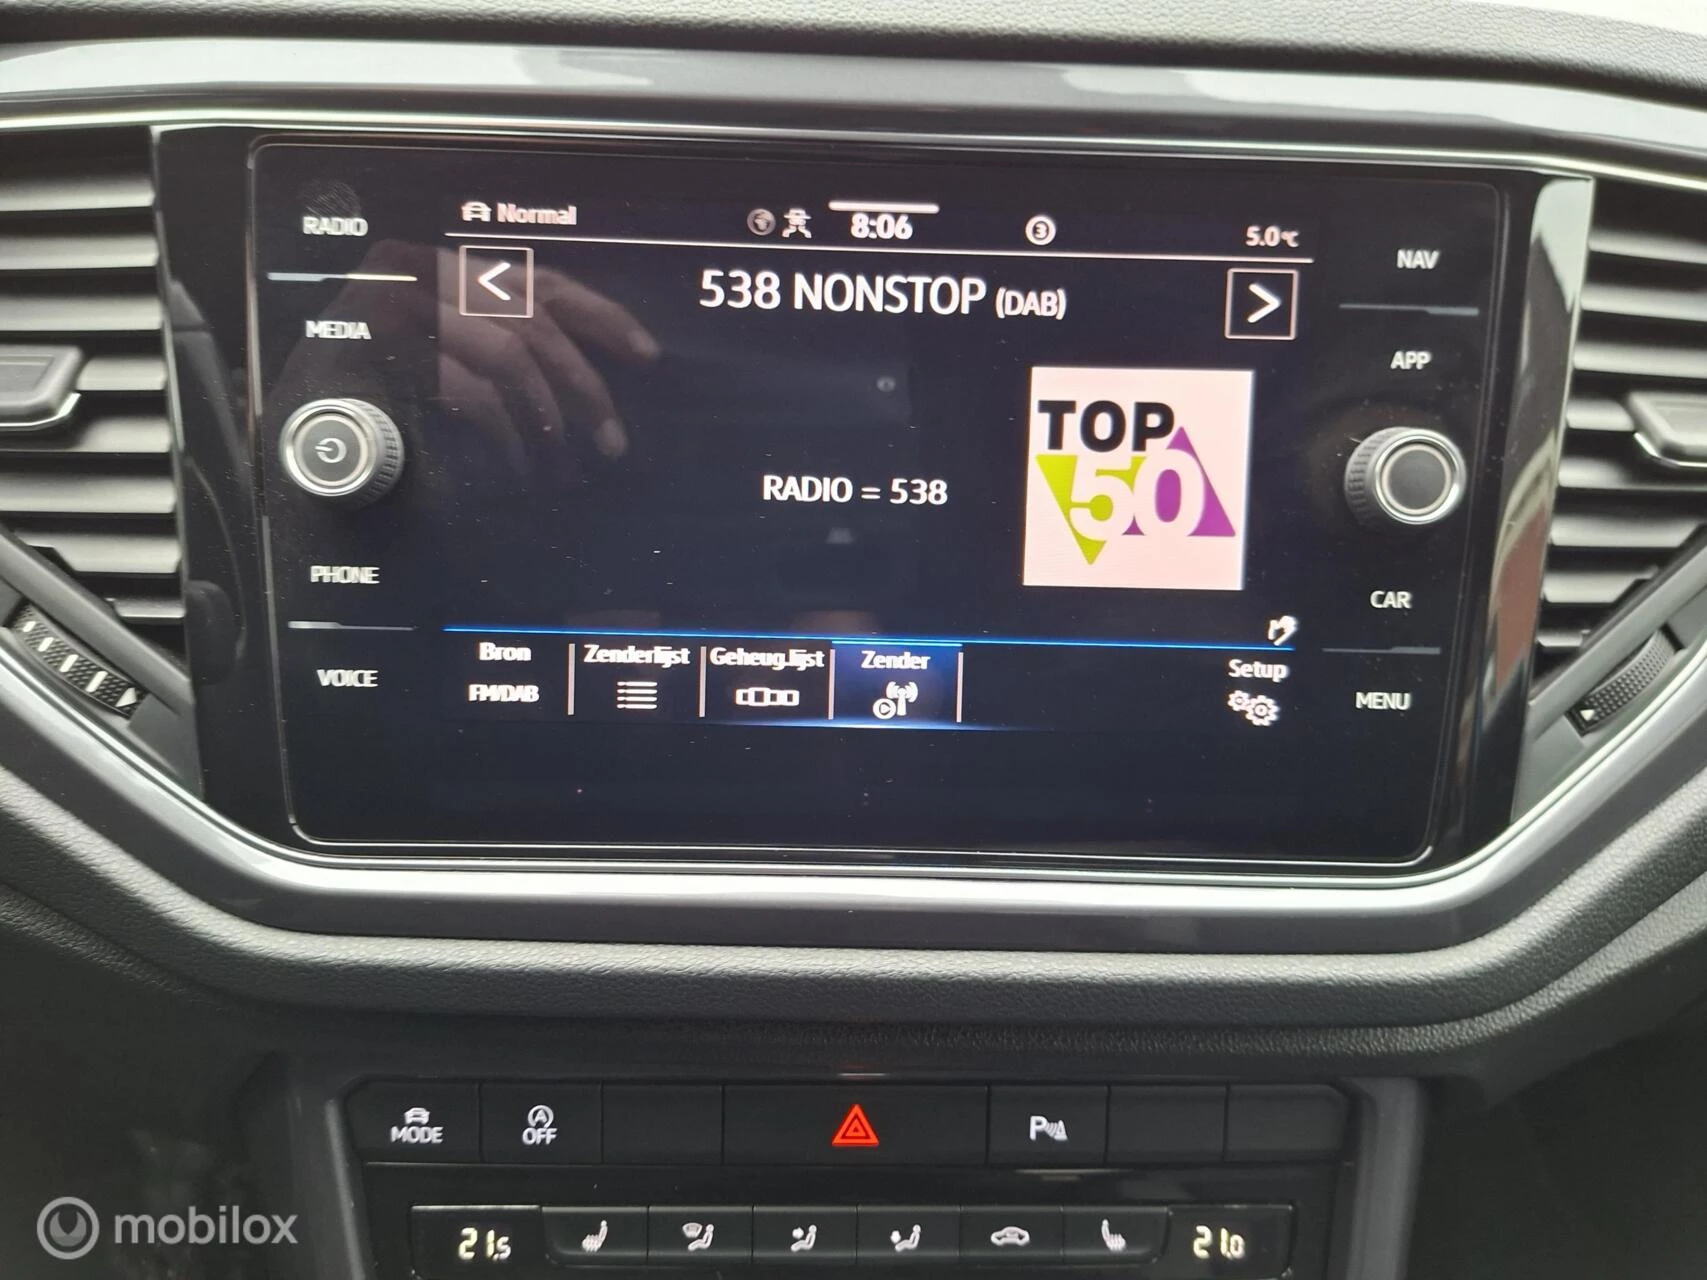 RADIO
MEDIA
PHONE
VOICE
Normal
8:06
3
5.0°C
538 NONSTOP (DAB)
RADIO = 538
TOP
50
Bron
FM/DAB
Zenderlijst
Geheug.lijst
Zender
Setup
NAV
APP
CAR
MENU
MODE
A
OFF
P
21.5
21.0
mobilox